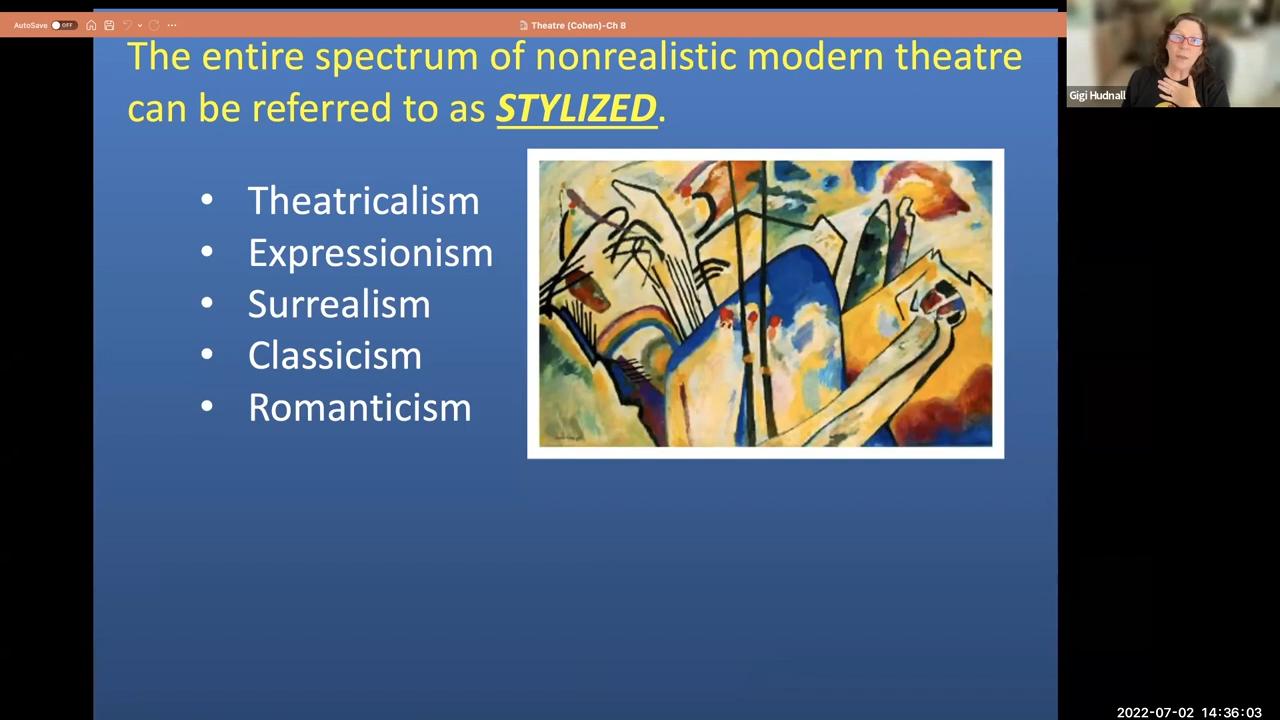 AutoSave OFF
Theatre (Cohen)-Ch 8
The entire spectrum of nonrealistic modern theatre
can be referred to as STYLIZED.
• Theatricalism
• Expressionism
• Surrealism
• Classicism
• Romanticism
Gigi Hudnall
2022-07-02 14:36:03